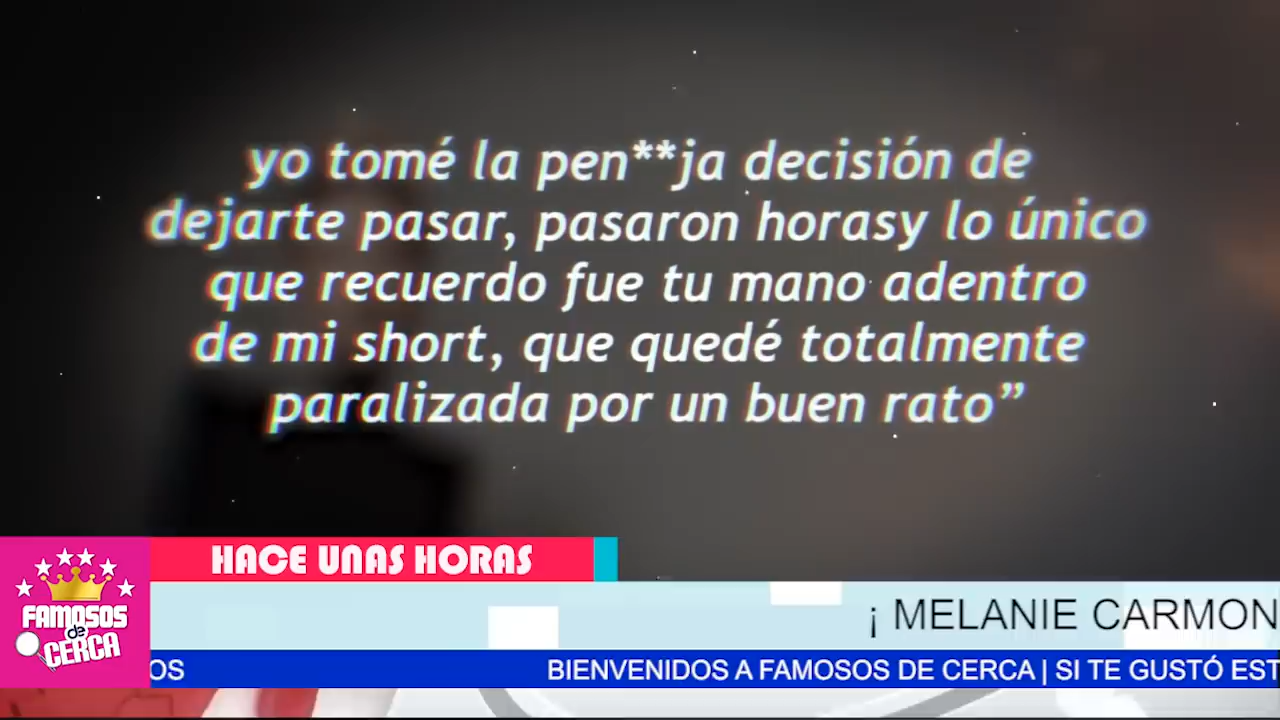 yo tomé la pen**ja decisión de
dejarte pasar, pasaron horasy lo único
que recuerdo fue tu mano adentro
de mi short, que quedé totalmente
paralizada por un buen rato”
HACE UNAS HORAS
FAMOSOS
de
CERCA
¡ MELANIE CARMON
OS
BIENVENIDOS A FAMOSOS DE CERCA | SI TE GUSTÓ EST